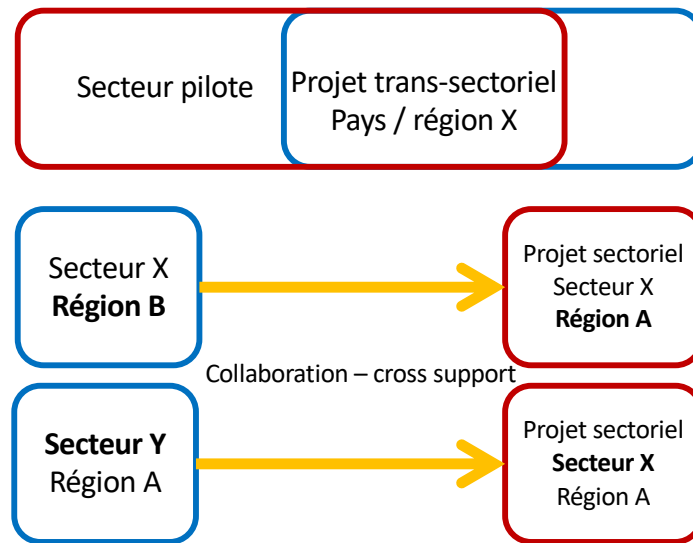 Secteur pilote
Projet trans-sectoriel
Pays / région X
Secteur X
Région B
Projet sectoriel
Secteur X
Région A
Collaboration – cross support
Secteur Y
Région A
Projet sectoriel
Secteur X
Région A